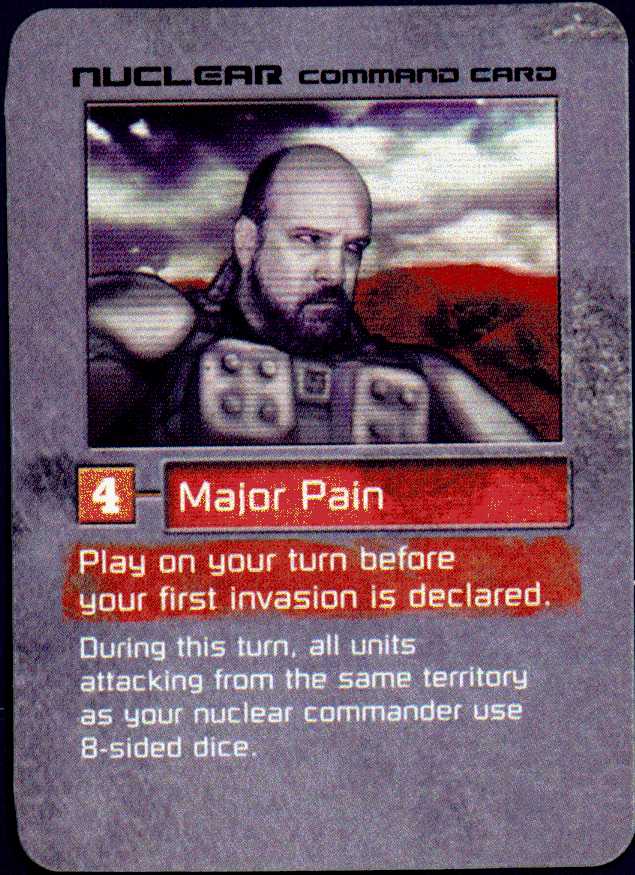 NUCLEAR COMMAND CARD
4 Major Pain
Play on your turn before
your first invasion is declared.
During this turn, all units
attacking from the same territory
as your nuclear commander use
8-sided dice.